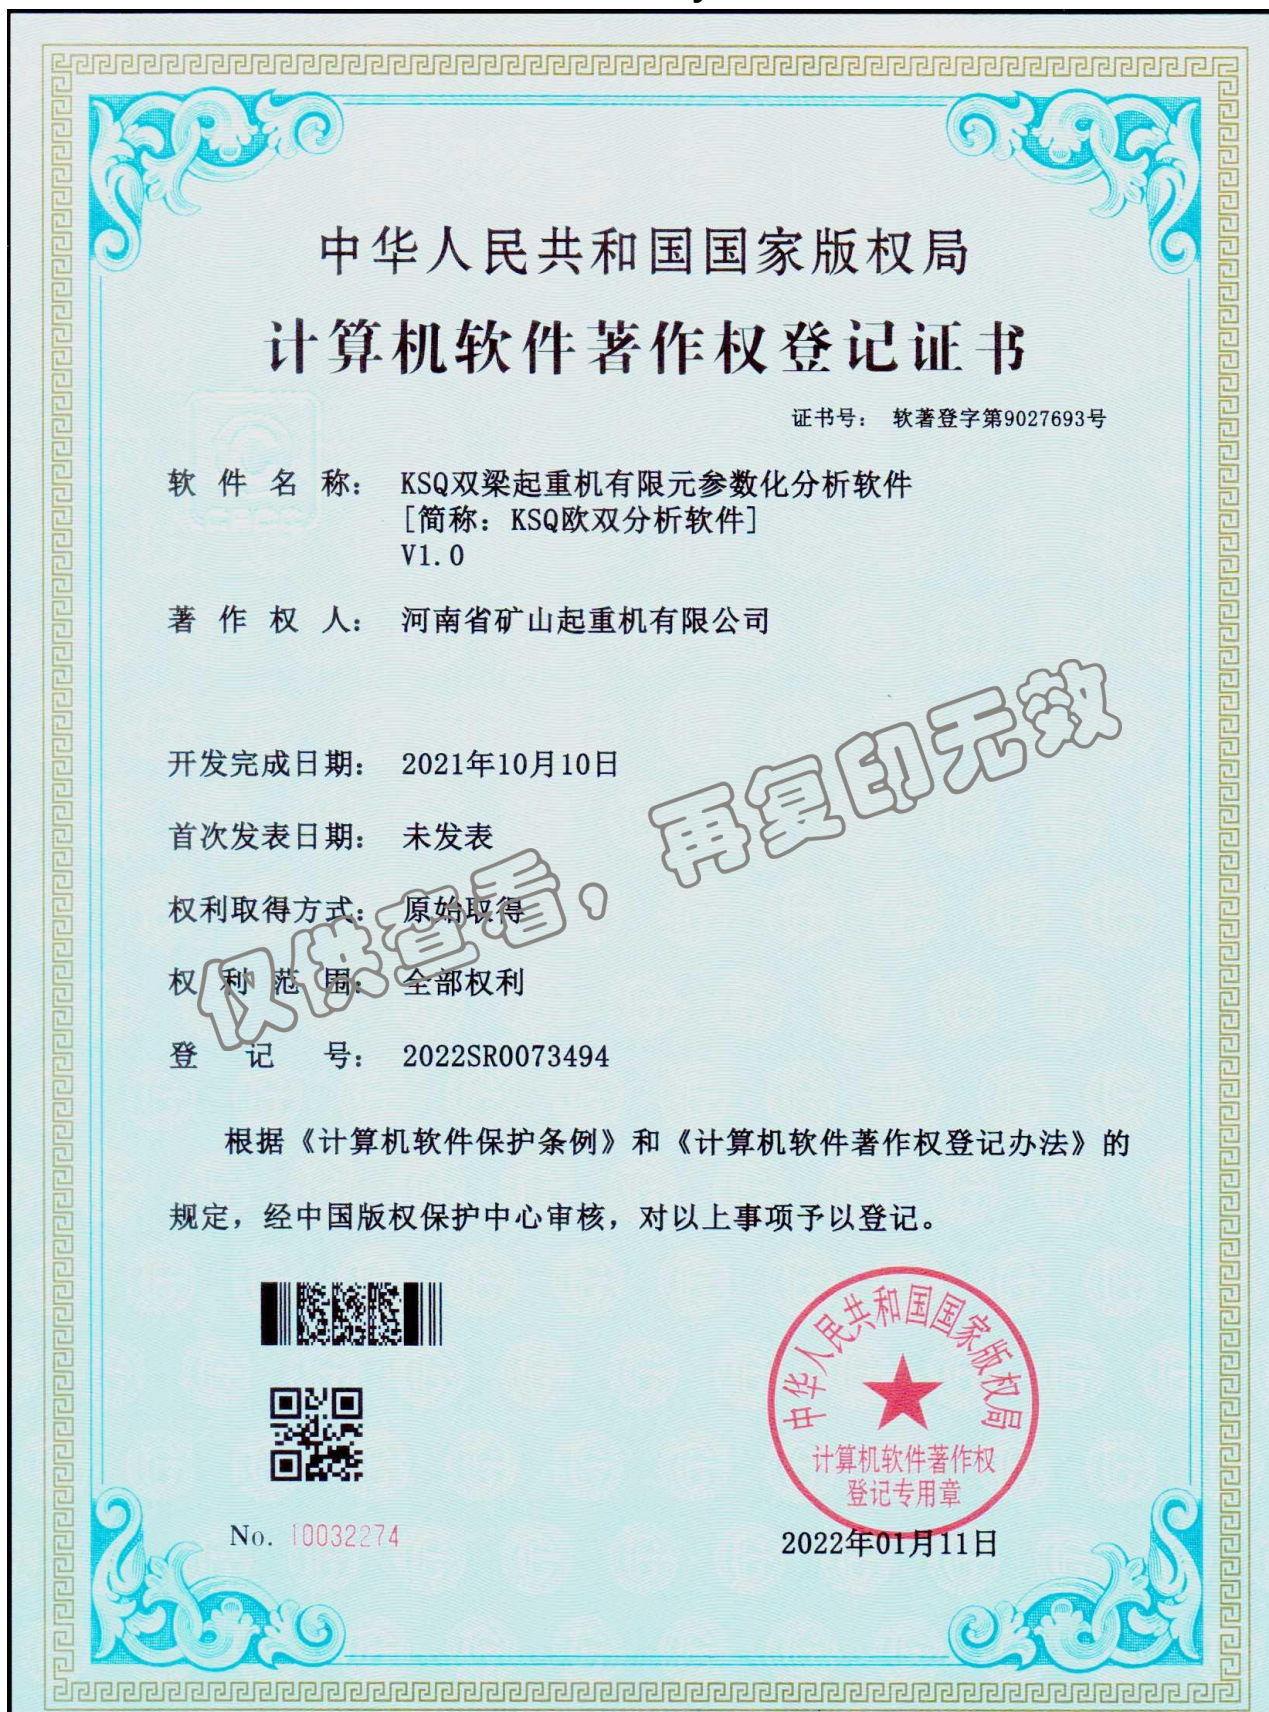 中华人民共和国国家版权局
计算机软件著作权登记证书
证书号： 软著登字第9027693号
软件名称： KSQ双梁起重机有限元参数化分析软件
[简称：KSQ欧双分析软件]
V1.0
著作权人： 河南省矿山起重机有限公司
开发完成日期： 2021年10月10日
首次发表日期： 未发表
权利取得方式： 原始取得
权利范围： 全部权利
登记号： 2022SR0073494
仅供查看，再复印无效
根据《计算机软件保护条例》和《计算机软件著作权登记办法》的
规定，经中国版权保护中心审核，对以上事项予以登记。
中华人民共和国国家版权局
计算机软件著作权
登记专用章
No. 10032274
2022年01月11日